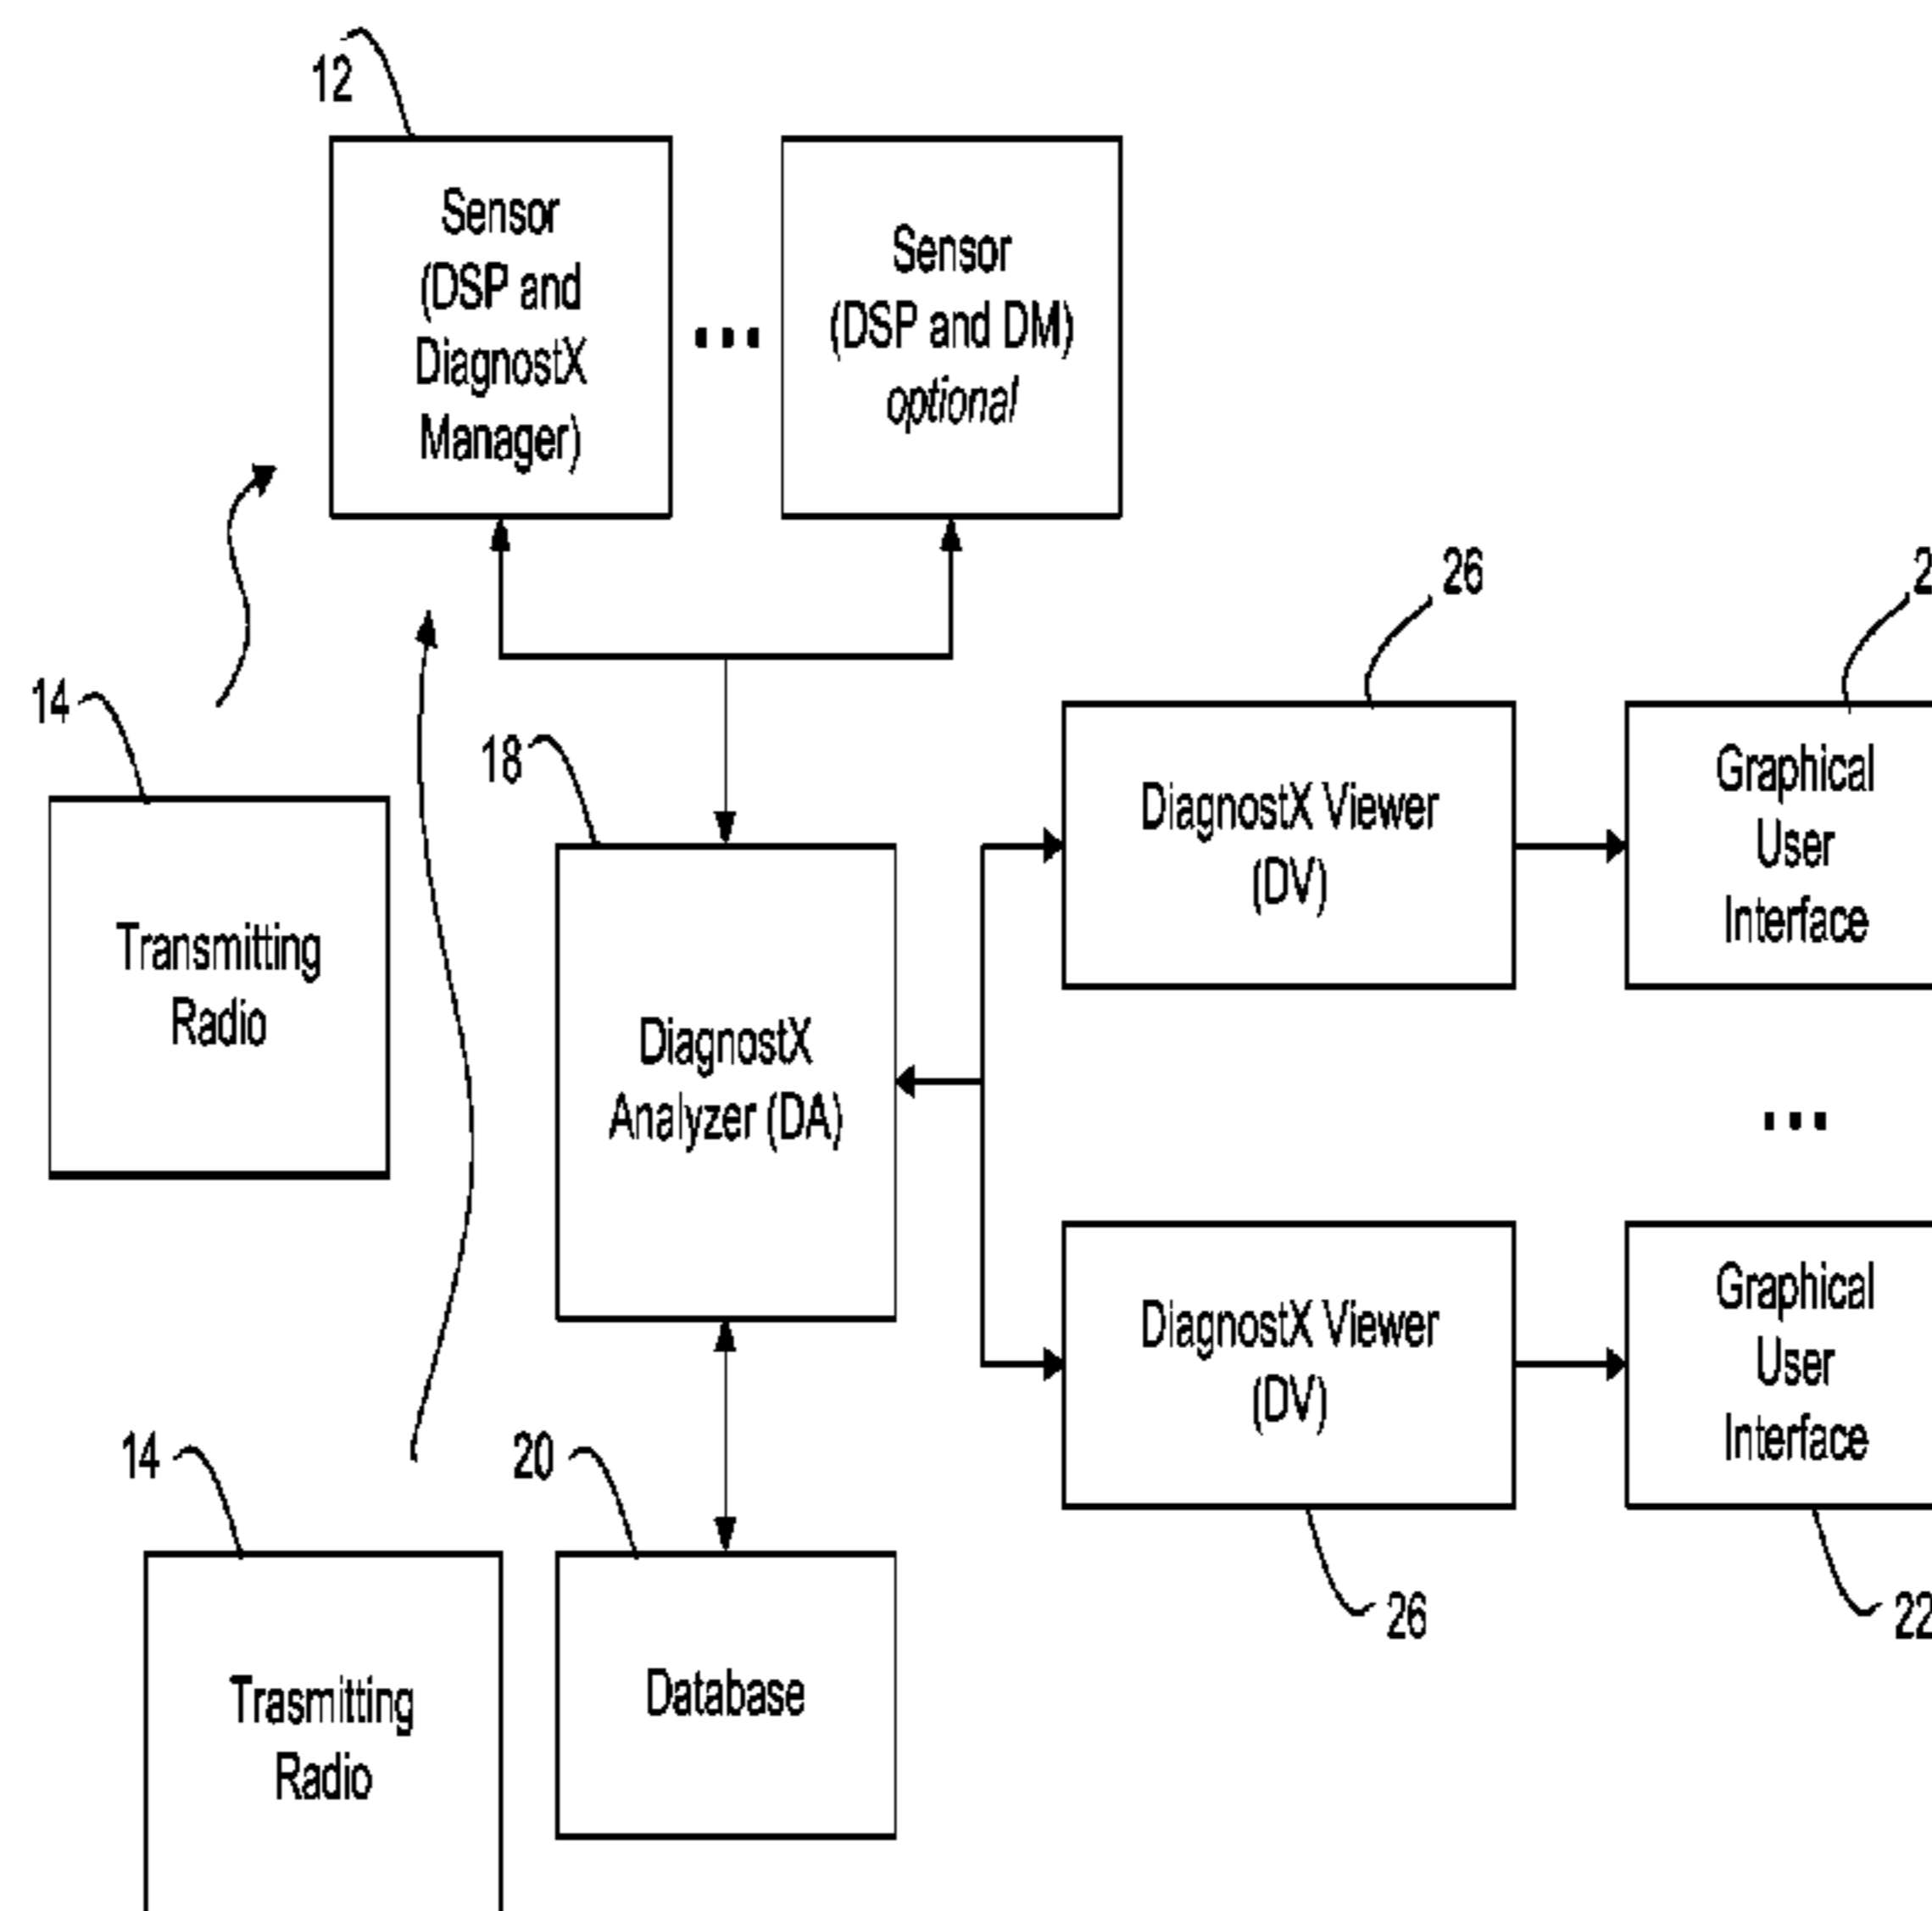 12
Sensor
(DSP and
DiagnostX
Manager)
...
Sensor
(DSP and DM)
optional
14
Transmitting
Radio
18
DiagnostX
Analyzer (DA)
26
DiagnostX Viewer
(DV)
Graphical
User
Interface
...
DiagnostX Viewer
(DV)
26
Graphical
User
Interface
22
14
Trasmitting
Radio
20
Database